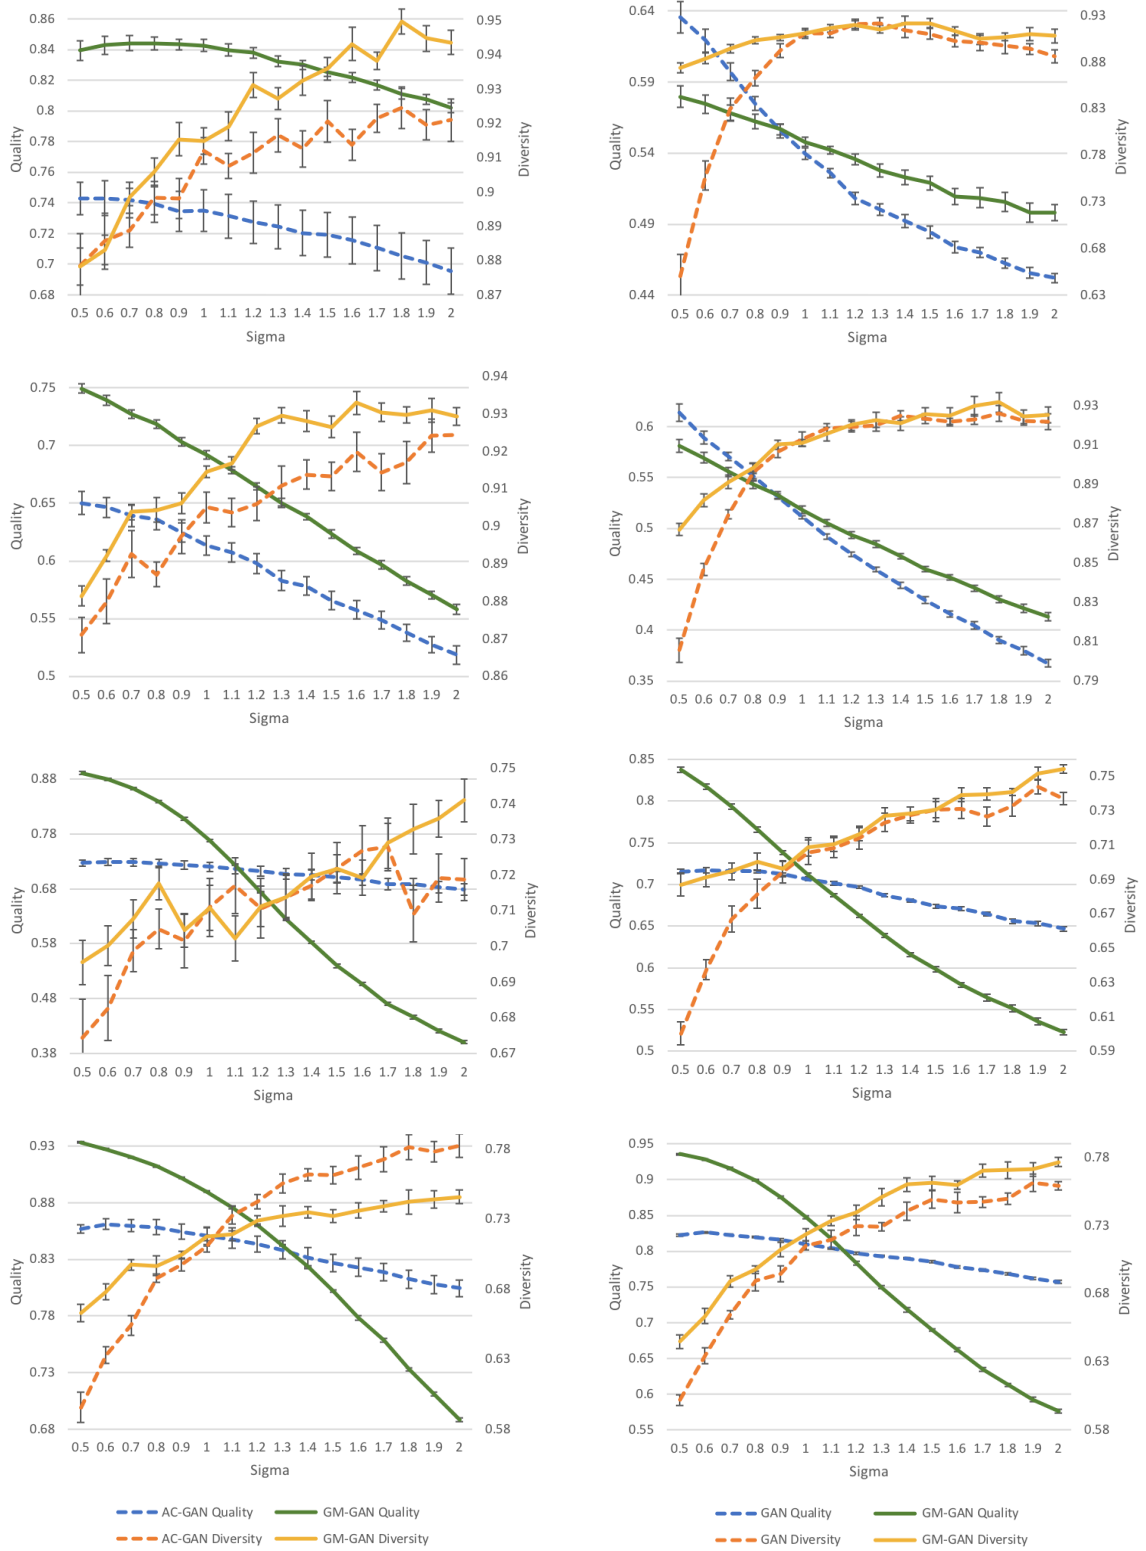 0.86 0.84 0.82 0.8 0.78 0.76 0.74 0.72 0.7 0.68
Quality
0.95 0.94 0.93 0.92 0.91 0.9 0.89 0.88 0.87
Diversity
0.5 0.6 0.7 0.8 0.9 1 1.1 1.2 1.3 1.4 1.5 1.6 1.7 1.8 1.9 2
Sigma
0.64 0.59 0.54 0.49 0.44
Quality
0.93 0.88 0.83 0.78 0.73 0.68 0.63
Diversity
0.5 0.6 0.7 0.8 0.9 1 1.1 1.2 1.3 1.4 1.5 1.6 1.7 1.8 1.9 2
Sigma
0.75 0.7 0.65 0.6 0.55 0.5
Quality
0.94 0.93 0.92 0.91 0.9 0.89 0.88 0.87 0.86
Diversity
0.5 0.6 0.7 0.8 0.9 1 1.1 1.2 1.3 1.4 1.5 1.6 1.7 1.8 1.9 2
Sigma
0.6 0.55 0.5 0.45 0.4 0.35
Quality
0.93 0.91 0.89 0.87 0.85 0.83 0.81 0.79
Diversity
0.5 0.6 0.7 0.8 0.9 1 1.1 1.2 1.3 1.4 1.5 1.6 1.7 1.8 1.9 2
Sigma
0.88 0.78 0.68 0.58 0.48 0.38
Quality
0.75 0.74 0.73 0.72 0.71 0.7 0.69 0.68 0.67
Diversity
0.5 0.6 0.7 0.8 0.9 1 1.1 1.2 1.3 1.4 1.5 1.6 1.7 1.8 1.9 2
Sigma
0.85 0.8 0.75 0.7 0.65 0.6 0.55 0.5
Quality
0.75 0.73 0.71 0.69 0.67 0.65 0.63 0.61 0.59
Diversity
0.5 0.6 0.7 0.8 0.9 1 1.1 1.2 1.3 1.4 1.5 1.6 1.7 1.8 1.9 2
Sigma
0.93 0.88 0.83 0.78 0.73 0.68
Quality
0.78 0.73 0.68 0.63 0.58
Diversity
0.5 0.6 0.7 0.8 0.9 1 1.1 1.2 1.3 1.4 1.5 1.6 1.7 1.8 1.9 2
Sigma
0.95 0.9 0.85 0.8 0.75 0.7 0.65 0.6 0.55
Quality
0.78 0.73 0.68 0.63 0.58
Diversity
0.5 0.6 0.7 0.8 0.9 1 1.1 1.2 1.3 1.4 1.5 1.6 1.7 1.8 1.9 2
Sigma
AC-GAN Quality GM-GAN Quality
AC-GAN Diversity GM-GAN Diversity
GAN Quality GM-GAN Quality
GAN Diversity GM-GAN Diversity